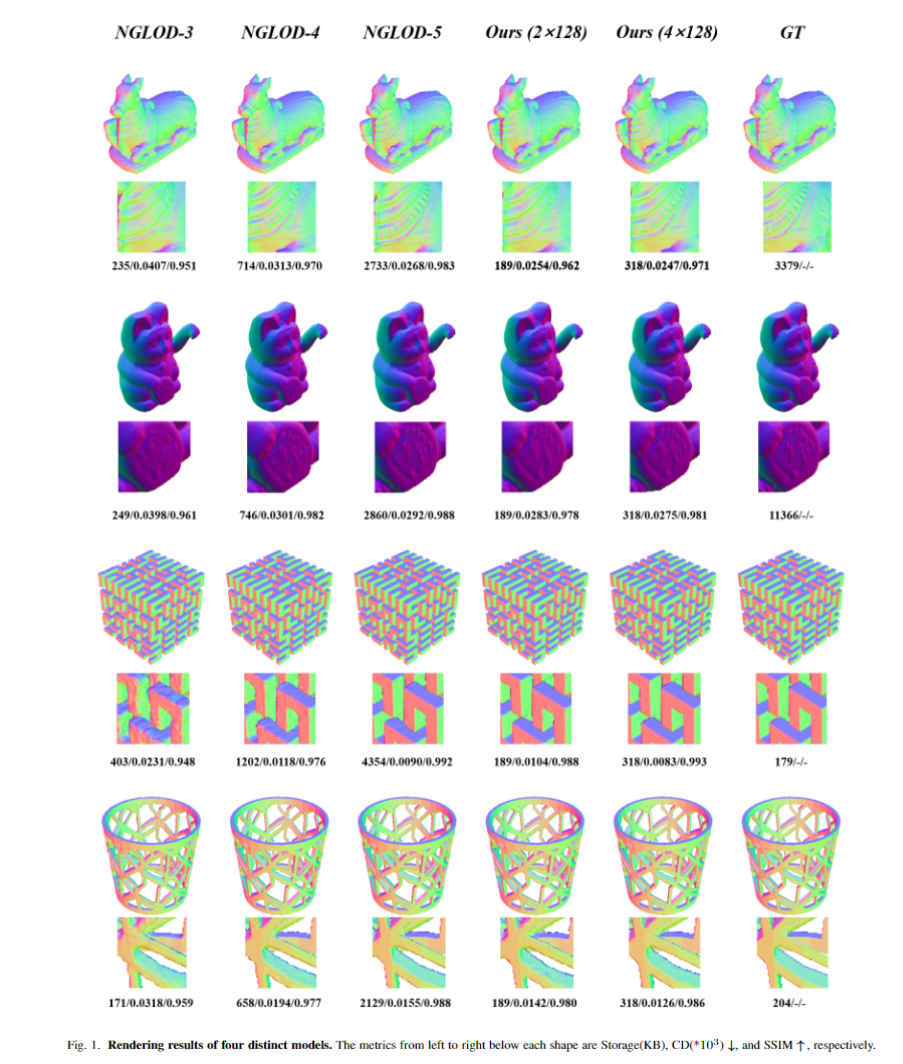 NGLOD-3 NGLOD-4 NGLOD-5 Ours (2×128) Ours (4×128) GT
235/0.0407/0.951 714/0.0313/0.970 2733/0.0268/0.983 189/0.0254/0.962 318/0.0247/0.971 3379/-/-
249/0.0398/0.961 746/0.0301/0.982 2860/0.0292/0.988 189/0.0283/0.978 318/0.0275/0.981 11366/-/-
403/0.0231/0.948 1202/0.0118/0.976 4354/0.0090/0.992 189/0.0104/0.988 318/0.0083/0.993 179/-/-
171/0.0318/0.959 658/0.0194/0.977 2129/0.0155/0.988 189/0.0142/0.980 318/0.0126/0.986 204/-/-
Fig. 1. Rendering results of four distinct models. The metrics from left to right below each shape are Storage(KB), CD(*10³) ↓, and SSIM ↑, respectively.